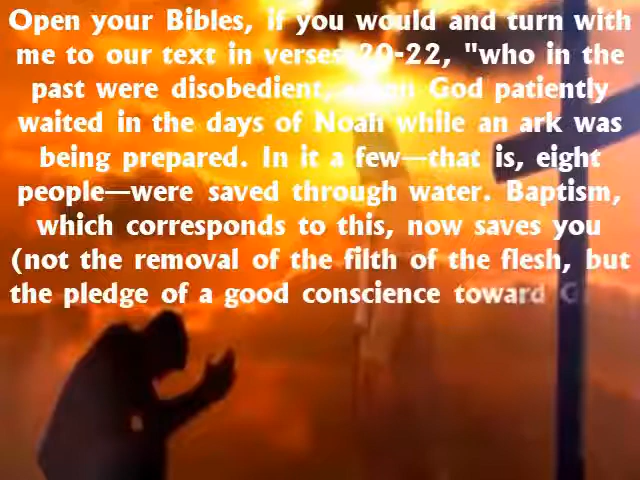 Open your Bibles, if you would and turn with
me to our text in verses 20-22, "who in the
past were disobedient, God patiently
waited in the days of Noah while an ark was
being prepared. In it a few—that is, eight
people—were saved through water. Baptism,
which corresponds to this, now saves you
(not the removal of the filth of the flesh, but
the pledge of a good conscience toward G